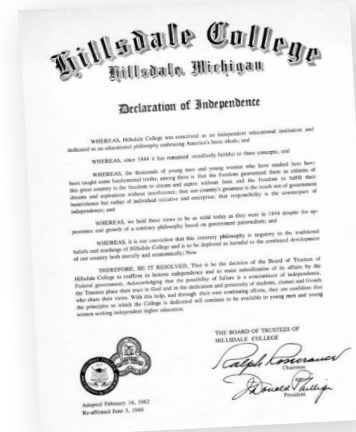 Hillsdale College
Hillsdale, Michigan
Declaration of Independence
WHEREAS, Hillsdale College was conceived as an independent educational institution and
dedicated to an educational philosophy embracing America's basic ideals; and
WHEREAS, since 1844 it has remained steadfastly faithful to these concepts; and
WHEREAS, the thousands of young men and young women who have studied here have
been taught some fundamental truths; among these is that the freedom guaranteed them as citizens of
this great country is the freedom to dream and aspire without limit and the freedom to fulfill their
dreams and aspirations without interference; that our country's greatness is the result not of government
benevolence but rather of individual initiative and enterprise; that responsibility is the counterpart of
independence; and
WHEREAS, we hold these views to be as valid today as they were in 1844 despite the ap-
pearance and growth of a contrary philosophy based on government paternalism; and
WHEREAS, it is our conviction that this contrary philosophy is negatory to the traditional
beliefs and teachings of Hillsdale College and is to be deplored as harmful to the continued development
of our country both morally and economically; Now
THEREFORE, BE IT RESOLVED, That it be the decision of the Board of Trustees of
Hillsdale College to reaffirm its historic independence and to resist subsidization of its affairs by the
Federal government. Acknowledging that the possibility of failure is a concomitant of independence,
the Trustees place their trust in God and in the dedication and generosity of students, alumni and friends
who share their views. With this help, and through their own continuing efforts, they are confident that
the principles to which the College is dedicated will continue to be available to young men and young
women seeking independent higher education.
THE BOARD OF TRUSTEES OF
HILLSDALE COLLEGE
Chairman
J. Donald Phillips
President
Adopted February 16, 1962
Re-affirmed June 3, 1966